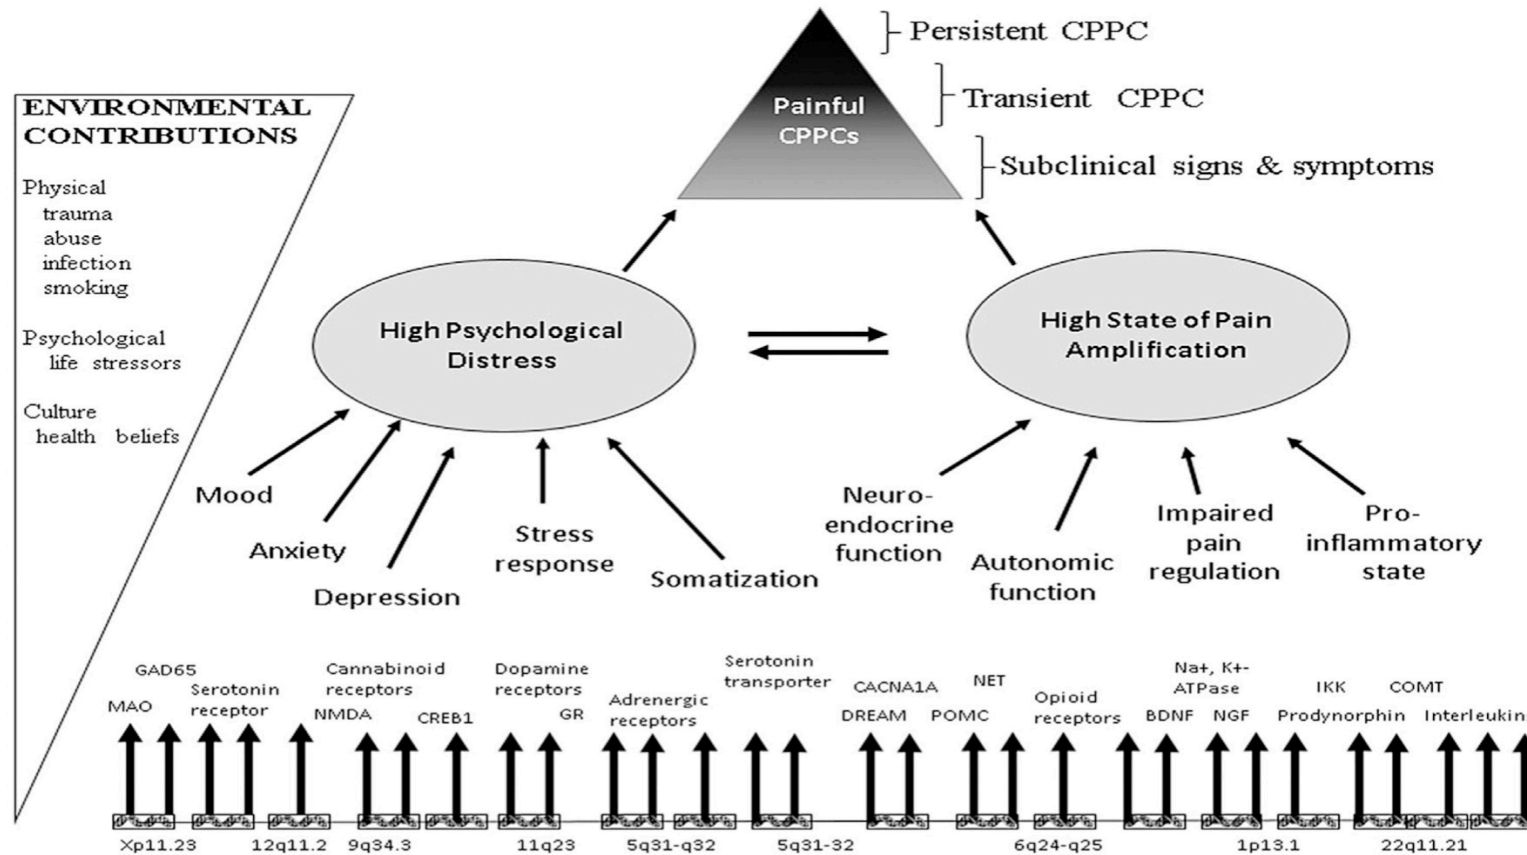 Persistent CPPC
Transient CPPC
Subclinical signs & symptoms
Painful
CPPCs
ENVIRONMENTAL
CONTRIBUTIONS
Physical
trauma
abuse
infection
smoking
Psychological
life stressors
Culture
health beliefs
High Psychological
Distress
High State of Pain
Amplification
Mood
Anxiety
Depression
Stress
response
Somatization
Neuro-
endocrine
function
Autonomic
function
Impaired
pain
regulation
Pro-
inflammatory
state
MAO
GAD65
Serotonin
receptor
Cannabinoid
receptors
NMDA
CREB1
Dopamine
receptors
GR
Adrenergic
receptors
Serotonin
transporter
CACNA1A
DREAM
POMC
NET
Opioid
receptors
Na+, K+-
ATPase
BDNF
NGF
IKK
Prodynorphin
COMT
Interleukin
Xp11.23
12q11.2
9q34.3
11q23
5q31-q32
5q31-32
6q24-q25
1p13.1
22q11.21